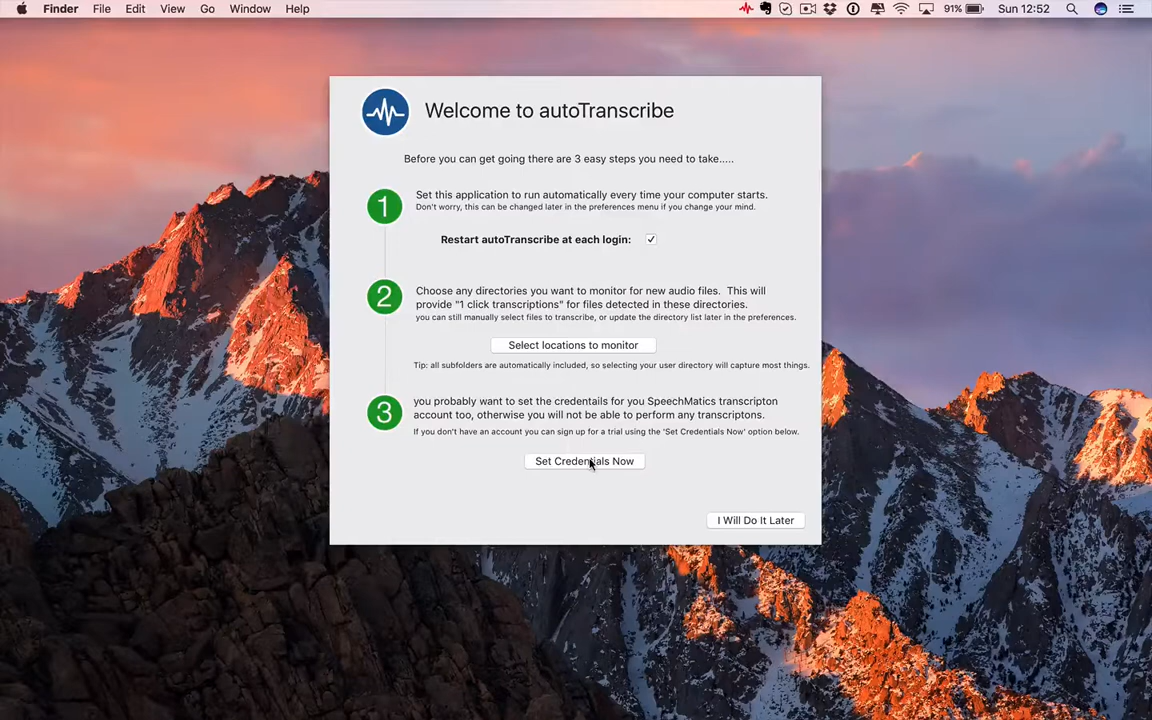 Finder File Edit View Go Window Help 91% Sun 12:52
Welcome to autoTranscribe
Before you can get going there are 3 easy steps you need to take.....
1
Set this application to run automatically every time your computer starts.
Don't worry, this can be changed later in the preferences menu if you change your mind.
Restart autoTranscribe at each login:
2
Choose any directories you want to monitor for new audio files. This will
provide "1 click transcriptions" for files detected in these directories.
you can still manually select files to transcribe, or update the directory list later in the preferences.
Select locations to monitor
Tip: all subfolders are automatically included, so selecting your user directory will capture most things.
3
you probably want to set the credentials for you SpeechMatics transcripton
account too, otherwise you will not be able to perform any transcriptons.
If you don't have an account you can sign up for a trial using the 'Set Credentials Now' option below.
Set Credentials Now
I Will Do It Later